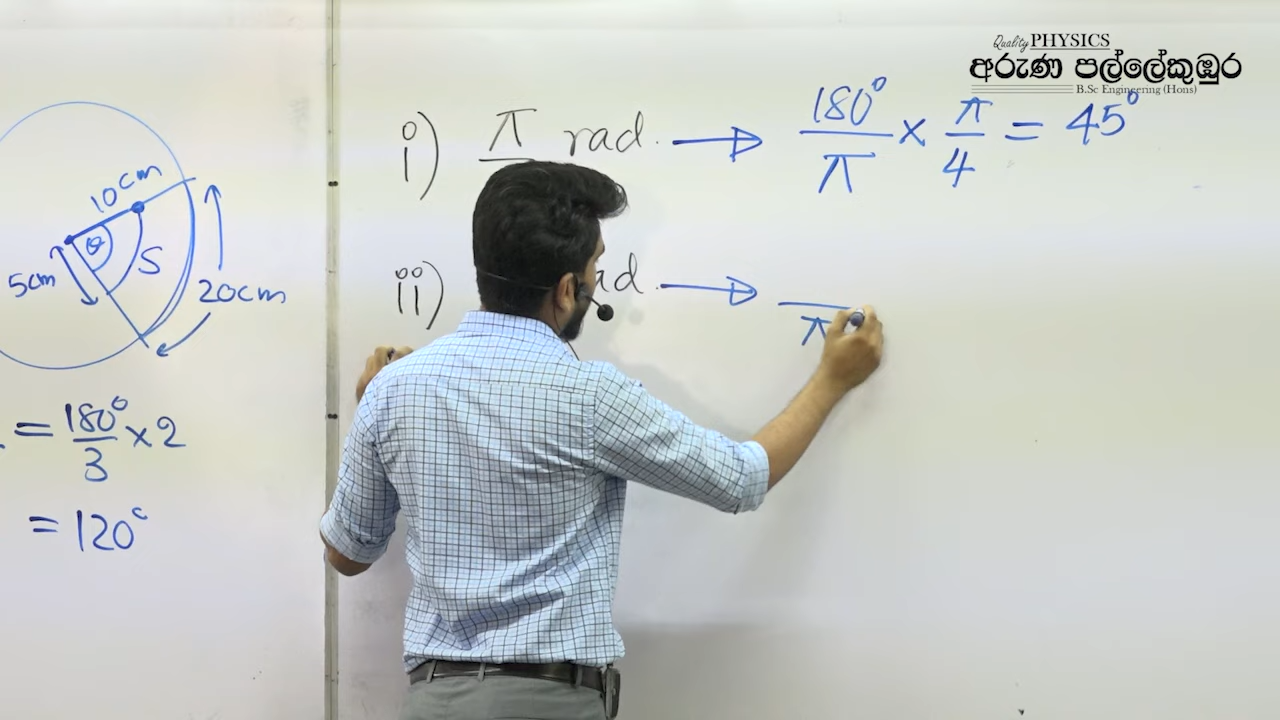 Quality PHYSICS
අරුණ පල්ලේකුඹුර
B.Sc Engineering (Hons)
i) π rad. → 180°/π × π/4 = 45°
ii) rad. → /π
10cm
θ
S
5cm
20cm
= 180°/3 × 2
= 120°